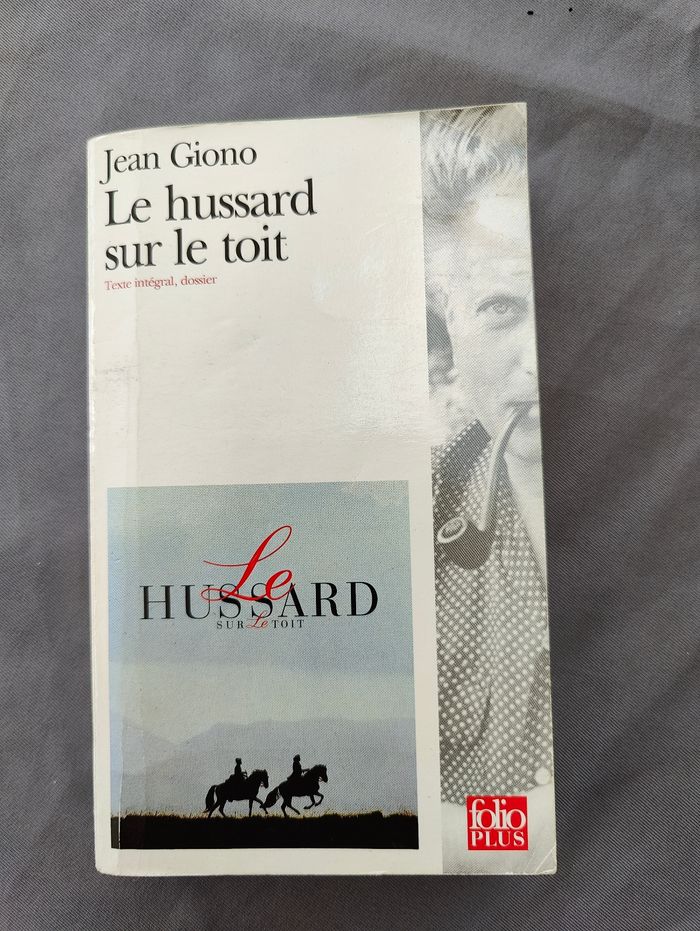 Jean Giono
Le hussard
sur le toit
Texte intégral, dossier
Le
HUSSARD
SUR Le TOIT
folio
PLUS